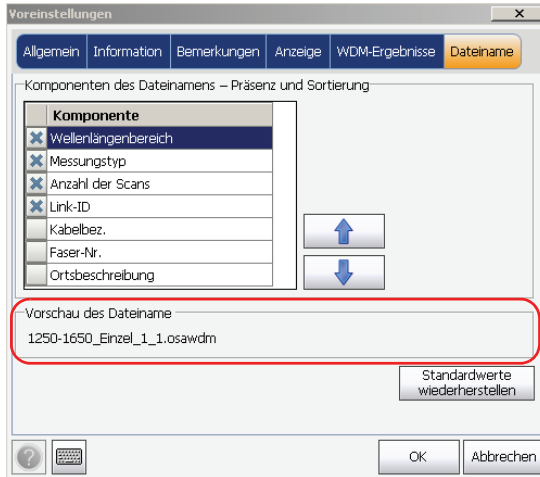 Voreinstellungen
Allgemein
Information
Bemerkungen
Anzeige
WDM-Ergebnisse
Dateiname
Komponenten des Dateinamens – Präsenz und Sortierung
Komponente
Wellenlängenbereich
Messungstyp
Anzahl der Scans
Link-ID
Kabelbez.
Faser-Nr.
Ortsbeschreibung
Vorschau des Dateiname
1250-1650_Einzel_1_1.osawdm
Standardwerte
wiederherstellen
?
OK
Abbrechen